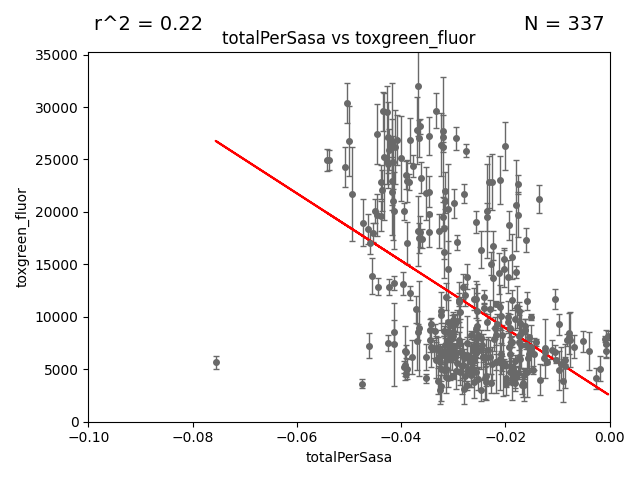 r^2 = 0.22
N = 337
totalPerSasa vs toxgreen_fluor
35000
30000
25000
20000
15000
10000
5000
0
toxgreen_fluor
−0.10
−0.08
−0.06
−0.04
−0.02
0.00
totalPerSasa